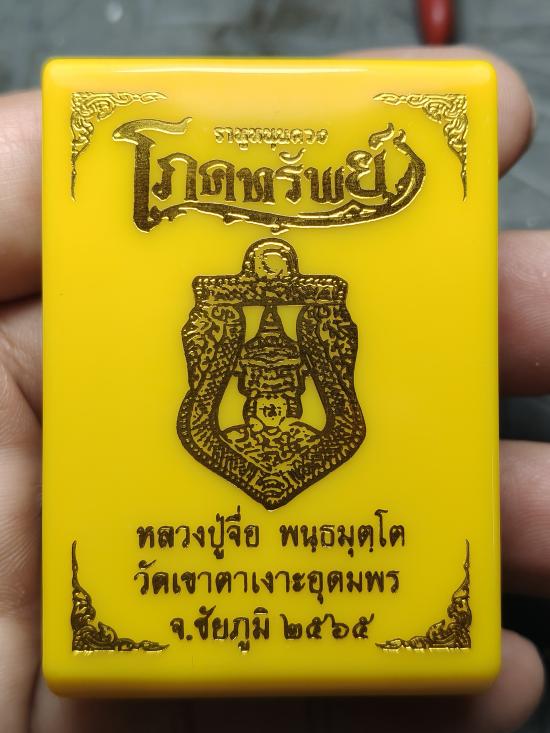 ราหูหนุนดวง
โภคทรัพย์
หลวงปู่จื่อ พนฺธมุตฺโต
วัดเขาตาเงาะอุดมพร
จ.ชัยภูมิ ๒๕๖๕